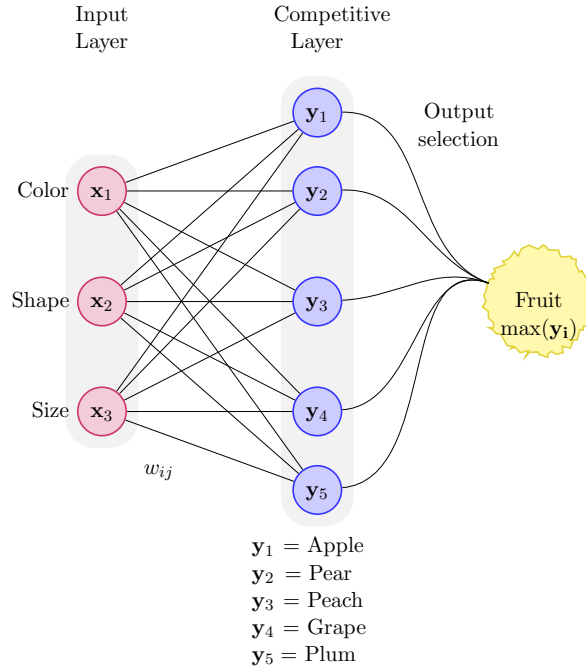 Input
Layer
Competitive
Layer
Output
selection
Color
Shape
Size
x₁
x₂
x₃
y₁
y₂
y₃
y₄
y₅
wᵢⱼ
Fruit
max(yᵢ)
y₁ = Apple
y₂ = Pear
y₃ = Peach
y₄ = Grape
y₅ = Plum